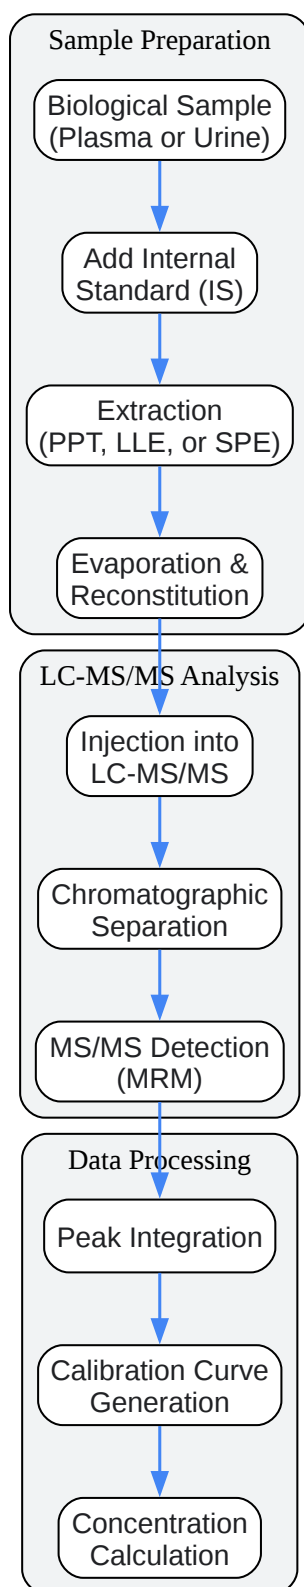 Sample Preparation
Biological Sample
(Plasma or Urine)
Add Internal
Standard (IS)
Extraction
(PPT, LLE, or SPE)
Evaporation &
Reconstitution
LC-MS/MS Analysis
Injection into
LC-MS/MS
Chromatographic
Separation
MS/MS Detection
(MRM)
Data Processing
Peak Integration
Calibration Curve
Generation
Concentration
Calculation